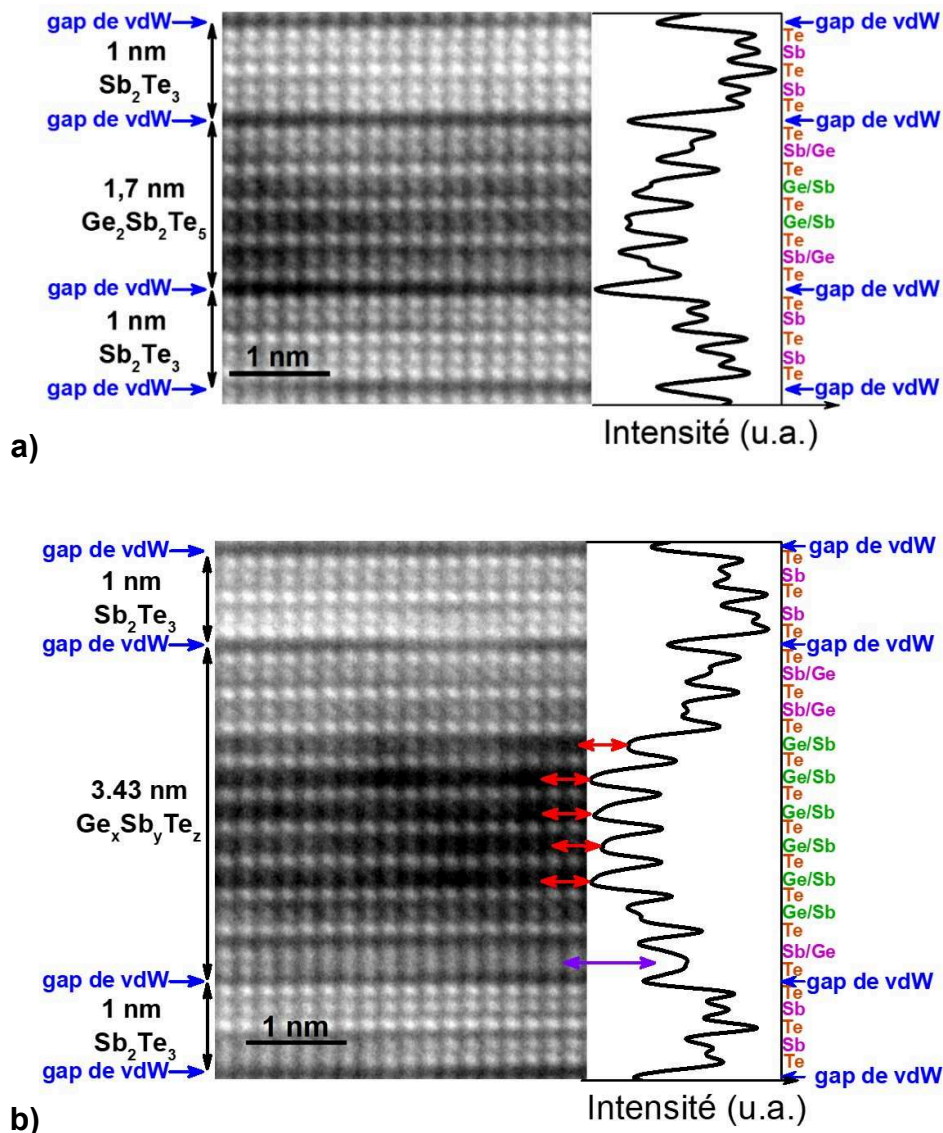 gap de vdW
gap de vdW
1 nm
Te
Sb
Sb₂Te₃
Te
Sb
Te
gap de vdW
gap de vdW
Te
Sb/Ge
Te
1,7 nm
Ge/Sb
Ge₂Sb₂Te₅
Te
Ge/Sb
Te
Sb/Ge
Te
gap de vdW
gap de vdW
Te
1 nm
Sb
Sb₂Te₃
Te
1 nm
Sb
Te
gap de vdW
gap de vdW
Intensité (u.a.)
a)
gap de vdW
gap de vdW
1 nm
Te
Sb
Sb₂Te₃
Te
Sb
Te
gap de vdW
gap de vdW
Te
Sb/Ge
Te
Sb/Ge
Te
Ge/Sb
Te
3.43 nm
Ge/Sb
GeₓSbᵧTe𝓏
Te
Ge/Sb
Te
Ge/Sb
Te
Ge/Sb
Te
Ge/Sb
Te
Sb/Ge
Te
gap de vdW
gap de vdW
Te
1 nm
Sb
Sb₂Te₃
Te
1 nm
Sb
Te
gap de vdW
gap de vdW
Intensité (u.a.)
b)